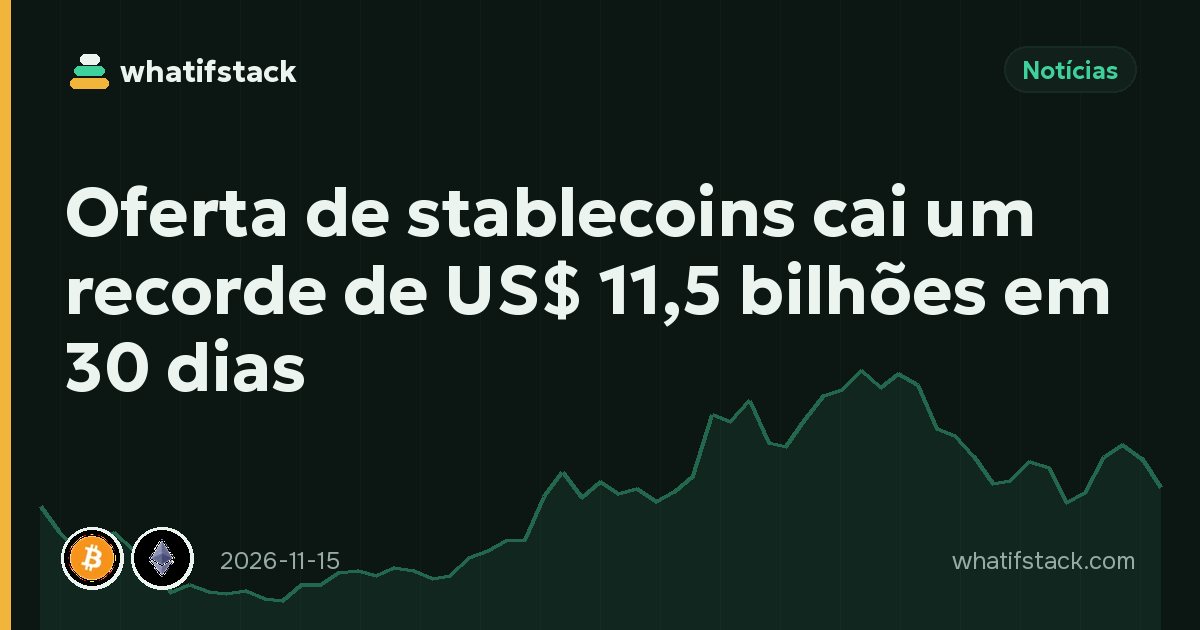 whatifstack
Notícias
Oferta de stablecoins cai um
recorde de US$ 11,5 bilhões em
30 dias
2026-11-15
whatifstack.com